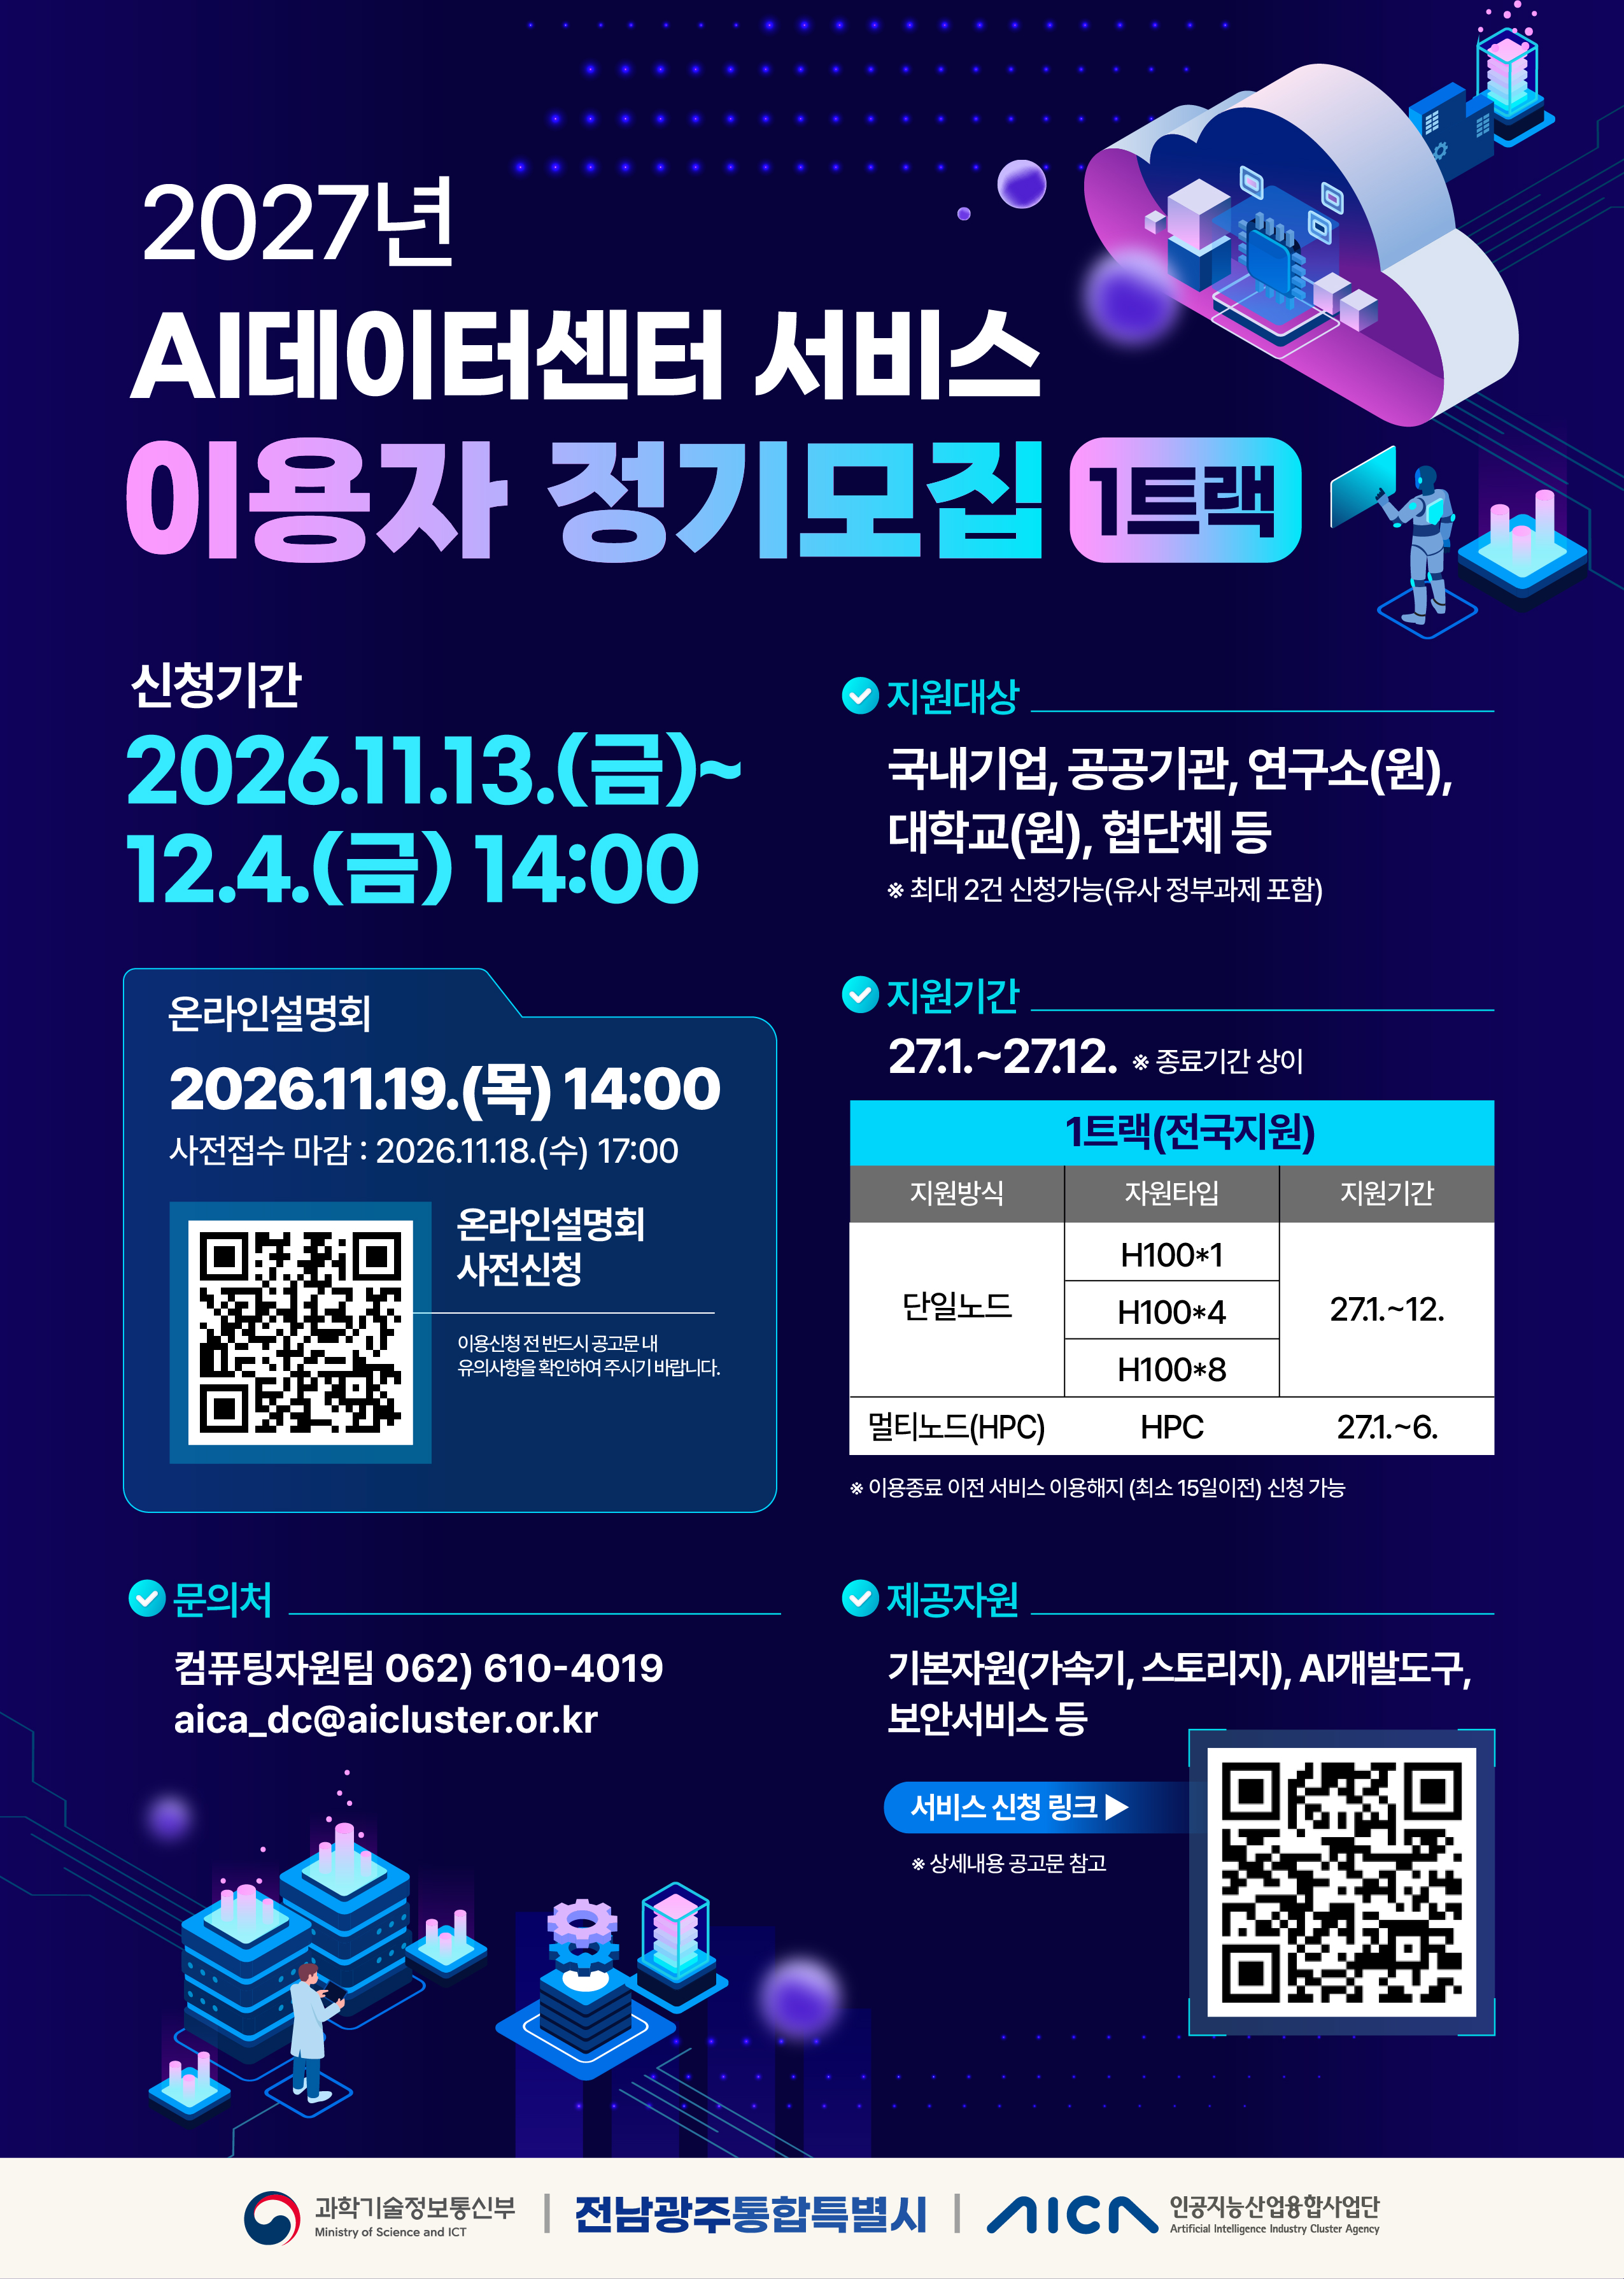 2027년
AI데이터센터 서비스
이용자 정기모집 1트랙
신청기간
2026.11.13.(금)~
12.4.(금) 14:00
온라인설명회
2026.11.19.(목) 14:00
사전접수 마감 : 2026.11.18.(수) 17:00
온라인설명회
사전신청
이용신청 전 반드시 공고문 내
유의사항을 확인하여 주시기 바랍니다.
지원대상
국내기업, 공공기관, 연구소(원),
대학교(원), 협단체 등
※ 최대 2건 신청가능(유사 정부과제 포함)
지원기간
27.1.~27.12. ※ 종료기간 상이
1트랙(전국지원)
지원방식 자원타입 지원기간
H100*1
단일노드 H100*4 27.1.~12.
H100*8
멀티노드(HPC) HPC 27.1.~6.
※ 이용종료 이전 서비스 이용해지 (최소 15일이전) 신청 가능
문의처
컴퓨팅자원팀 062) 610-4019
aica_dc@aicluster.or.kr
제공자원
기본자원(가속기, 스토리지), AI개발도구,
보안서비스 등
서비스 신청 링크 ▶
※ 상세내용 공고문 참고
과학기술정보통신부
Ministry of Science and ICT
전남광주통합특별시
AICA 인공지능산업융합사업단
Artificial Intelligence Industry Cluster Agency